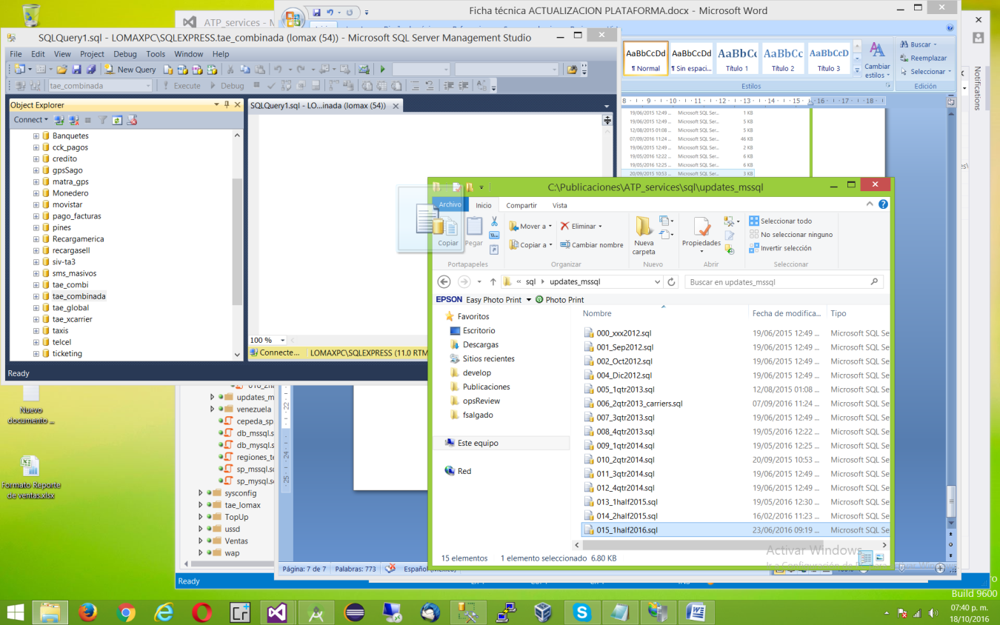 Ficha técnica ACTUALIZACION PLATAFORMA.docx - Microsoft Word
ATP_services - M
SQLQuery1.sql - LOMAXPC\SQLEXPRESS.tae_combinada (lomax (54)) - Microsoft SQL Server Management Studio
File Edit View Project Debug Tools Window Help
New Query
tae_combinada
Execute Debug
Object Explorer
Connect
Banquetes
cck_pagos
credito
gpsSago
matra_gps
Monedero
movistar
pago_facturas
pines
Recargamerica
recargasell
siv-ta3
sms_masivos
tae_combi
tae_combinada
tae_global
tae_xcarrier
taxis
telcel
ticketing
SQLQuery1.sql - LO...inada (lomax (54))
100 %
Connecte...
LOMAXPC\SQLEXPRESS (11.0 RTM
Ready
AaBbCcDd AaBbCcDd AaBbCc AaBbCc AaBbCcD
¶ Normal ¶ Sin espaci... Título 1 Título 2 Título 3
Cambiar estilos
Estilos
Buscar
Reemplazar
Seleccionar
Edición
Notifications
8 9 10 11 12 13 14 15 16 17 18
19/06/2015 12:49 ... Microsoft SQL Ser... 1 KB
19/06/2015 12:49 ... Microsoft SQL Ser... 5 KB
12/08/2015 01:08 ... Microsoft SQL Ser... 5 KB
07/09/2016 11:24 ... Microsoft SQL Ser... 46 KB
19/06/2015 12:49 ... Microsoft SQL Ser... 2 KB
19/05/2016 12:22 ... Microsoft SQL Ser... 6 KB
19/05/2016 12:25 ... Microsoft SQL Ser... 6 KB
20/09/2015 10:53 ... Microsoft SQL Ser... 3 KB
C:\Publicaciones\ATP_services\sql\updates_mssql
Archivo Inicio Compartir Vista
Copiar
Pegar
Portapapeles
Mover a
Copiar a
Eliminar
Cambiar nombre
Organizar
Nueva carpeta
Nuevo
Propiedades
Abrir
Seleccionar todo
No seleccionar ninguno
Invertir selección
Seleccionar
« sql updates_mssql
Buscar en updates_mssql
EPSON Easy Photo Print Photo Print
Favoritos
Escritorio
Descargas
Sitios recientes
develop
Publicaciones
opsReview
fsalgado
Este equipo
Red
Nombre Fecha de modifica... Tipo
000_xxx2012.sql 19/06/2015 12:49 ... Microsoft SQL Se
001_Sep2012.sql 19/06/2015 12:49 ... Microsoft SQL Se
002_Oct2012.sql 19/06/2015 12:49 ... Microsoft SQL Se
004_Dic2012.sql 19/06/2015 12:49 ... Microsoft SQL Se
005_1qtr2013.sql 12/08/2015 01:08 ... Microsoft SQL Se
006_2qtr2013_carriers.sql 07/09/2016 11:24 ... Microsoft SQL Se
007_3qtr2013.sql 19/06/2015 12:49 ... Microsoft SQL Se
008_4qtr2013.sql 19/05/2016 12:22 ... Microsoft SQL Se
009_1qtr2014.sql 19/05/2016 12:25 ... Microsoft SQL Se
010_2qtr2014.sql 20/09/2015 10:53 ... Microsoft SQL Se
011_3qtr2014.sql 19/06/2015 12:49 ... Microsoft SQL Se
012_4qtr2014.sql 19/06/2015 12:49 ... Microsoft SQL Se
013_1half2015.sql 19/05/2016 12:30 ... Microsoft SQL Se
014_2half2015.sql 16/02/2016 11:23 ... Microsoft SQL Se
015_1half2016.sql 23/06/2016 09:19 ... Microsoft SQL Se
15 elementos 1 elemento seleccionado 6.80 KB
Activar Windows
Nuevo documento ...
Formato Reporte de ventas.xlsx
updates_m
venezuela
cepeda_sp
db_mssql.s
db_mysql.s
regiones_te
sp_mssql.s
sp_mysql.s
sysconfig
tae_lomax
TopUp
ussd
Ventas
wap
Ready
22
24
25
Página: 7 de 7 Palabras: 773
Build 9600
07:40 p. m.
18/10/2016